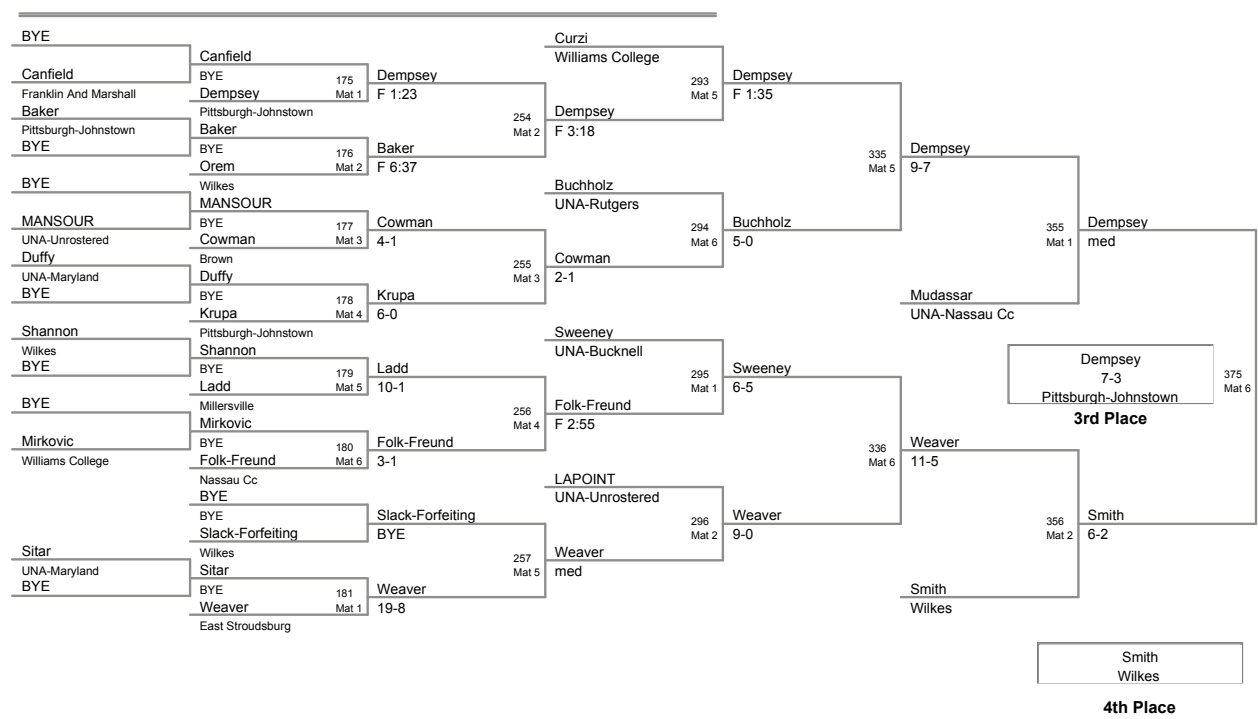 BYE
Canfield
Franklin And Marshall
Baker
Pittsburgh-Johnstown
BYE
BYE
MANSOUR
UNA-Unrostered
Duffy
UNA-Maryland
BYE
Shannon
Wilkes
BYE
BYE
Mirkovic
Williams College
Sitar
UNA-Maryland
BYE
Canfield
BYE
175
Dempsey
Mat 1
Pittsburgh-Johnstown
Baker
BYE
176
Orem
Mat 2
Wilkes
MANSOUR
BYE
177
Cowman
Mat 3
Brown
Duffy
BYE
178
Krupa
Mat 4
Pittsburgh-Johnstown
Shannon
BYE
179
Ladd
Mat 5
Millersville
Mirkovic
BYE
180
Folk-Freund
Mat 6
Nassau Cc
BYE
BYE
Slack-Forfeiting
Wilkes
Sitar
BYE
181
Weaver
Mat 1
East Stroudsburg
Dempsey
F 1:23
254
Mat 2
Baker
F 6:37
Cowman
4-1
255
Mat 3
Krupa
6-0
Ladd
10-1
256
Mat 4
Folk-Freund
3-1
Slack-Forfeiting
BYE
257
Mat 5
Weaver
19-8
Curzi
Williams College
293
Mat 5
Dempsey
F 3:18
Buchholz
UNA-Rutgers
294
Mat 6
Cowman
2-1
Sweeney
UNA-Bucknell
295
Mat 1
Folk-Freund
F 2:55
LAPOINT
UNA-Unrostered
296
Mat 2
Weaver
med
Dempsey
F 1:35
335
Mat 5
Buchholz
5-0
Sweeney
6-5
336
Mat 6
Weaver
9-0
Dempsey
9-7
355
Mat 1
Mudassar
UNA-Nassau Cc
Weaver
11-5
356
Mat 2
Smith
Wilkes
Dempsey
med
375
Mat 6
Smith
6-2
Dempsey
7-3
Pittsburgh-Johnstown
3rd Place
Smith
Wilkes
4th Place